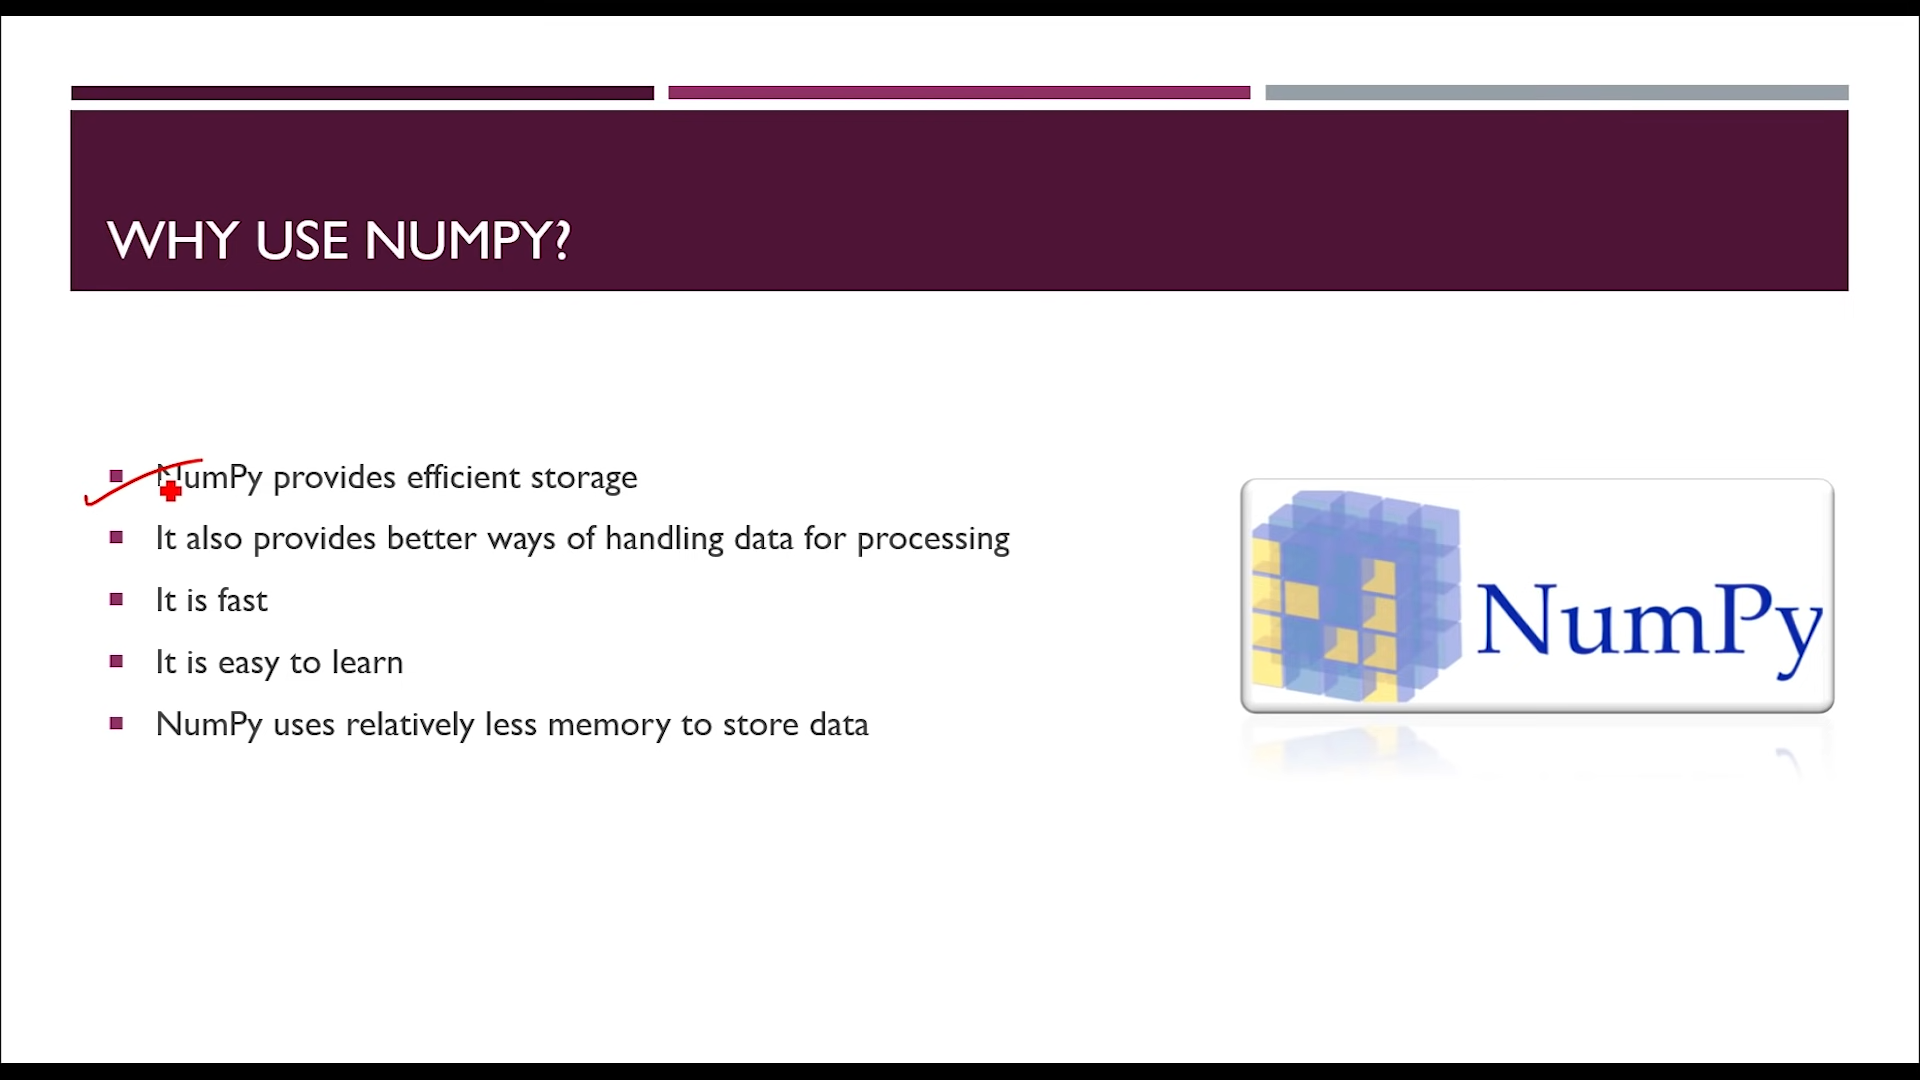 WHY USE NUMPY?
NumPy provides efficient storage
It also provides better ways of handling data for processing
It is fast
It is easy to learn
NumPy uses relatively less memory to store data
NumPy